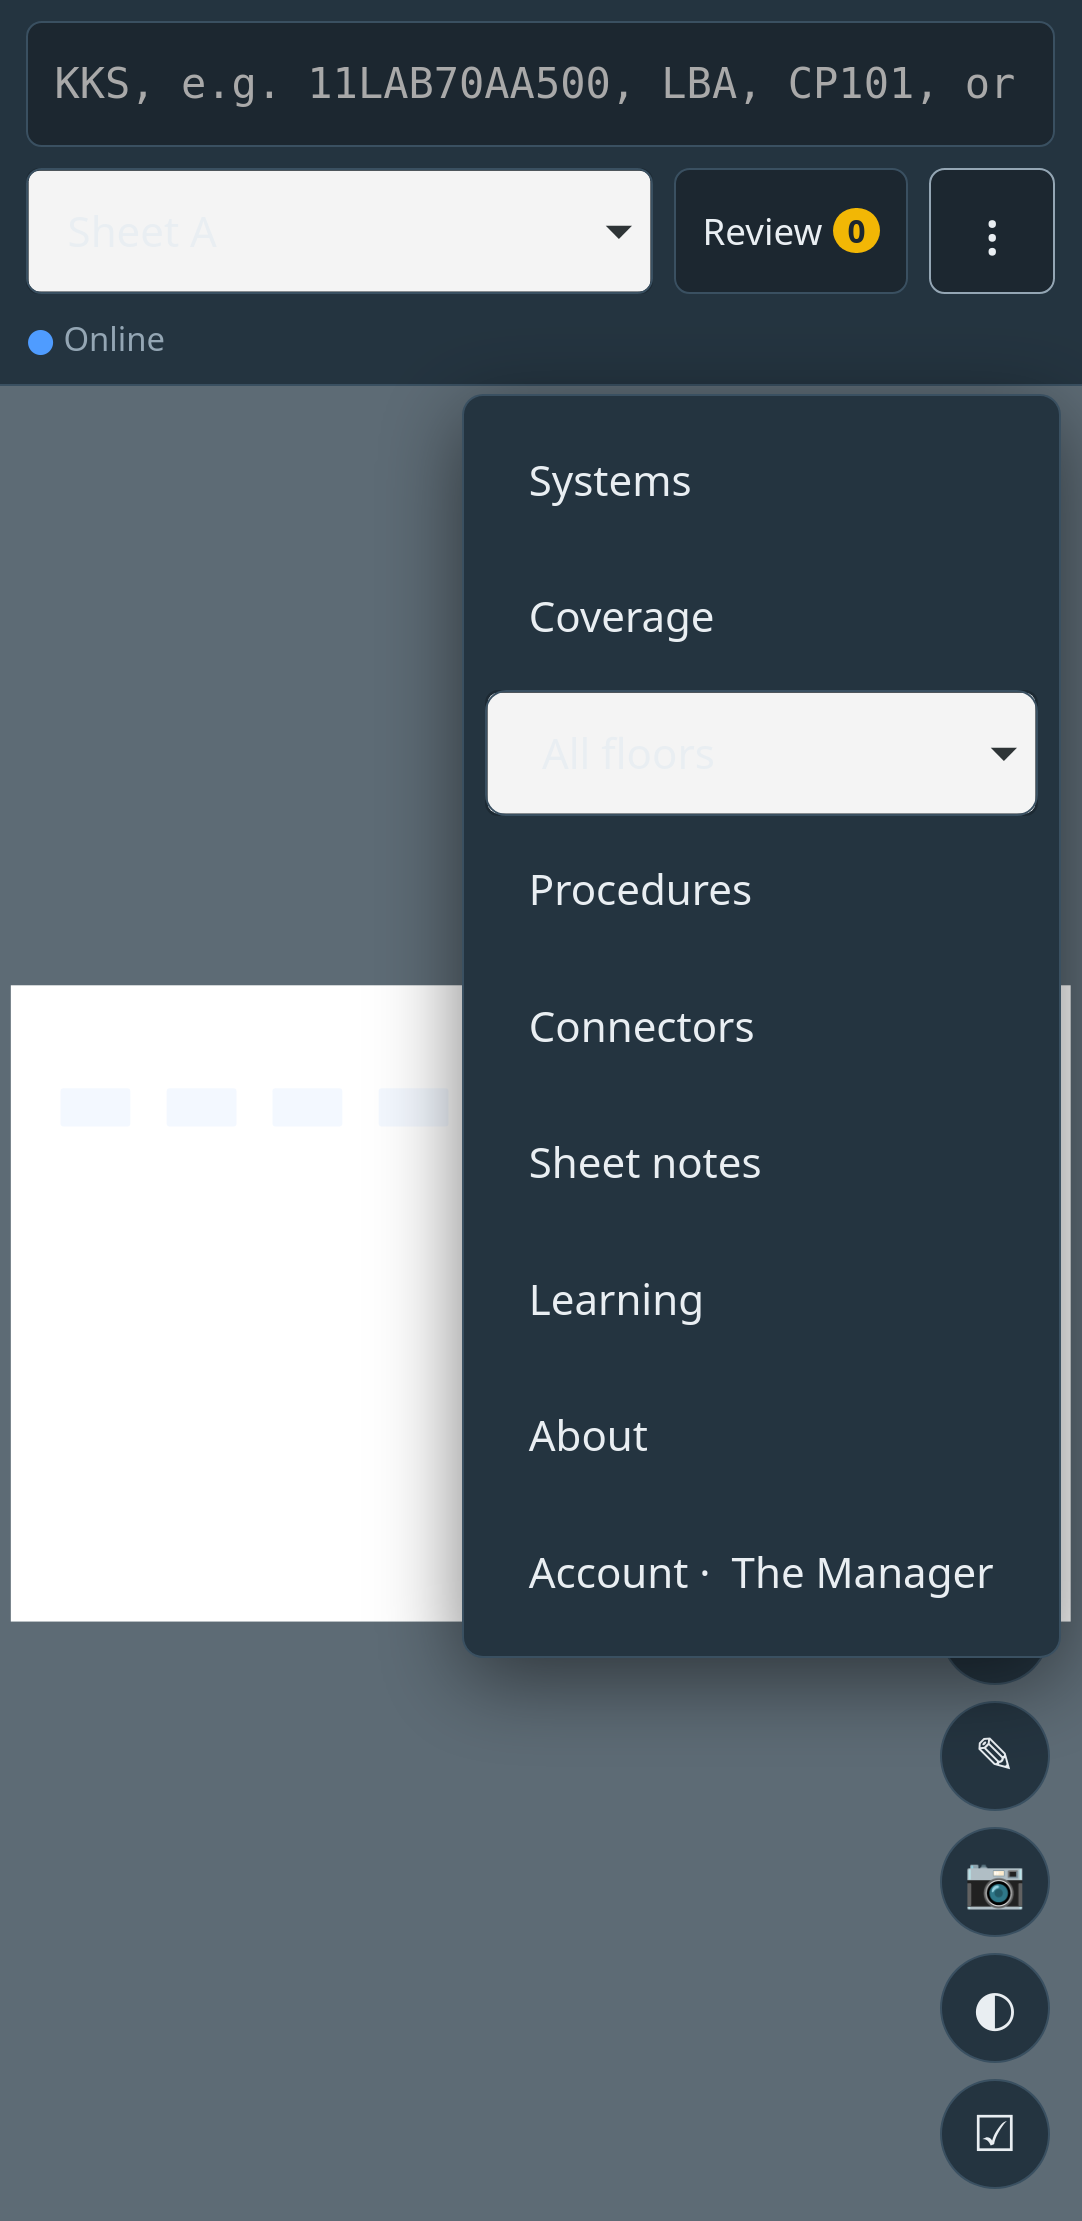 KKS, e.g. 11LAB70AA500, LBA, CP101, or
Sheet A
Review 0
Online
Systems
Coverage
All floors
Procedures
Connectors
Sheet notes
Learning
About
Account · The Manager